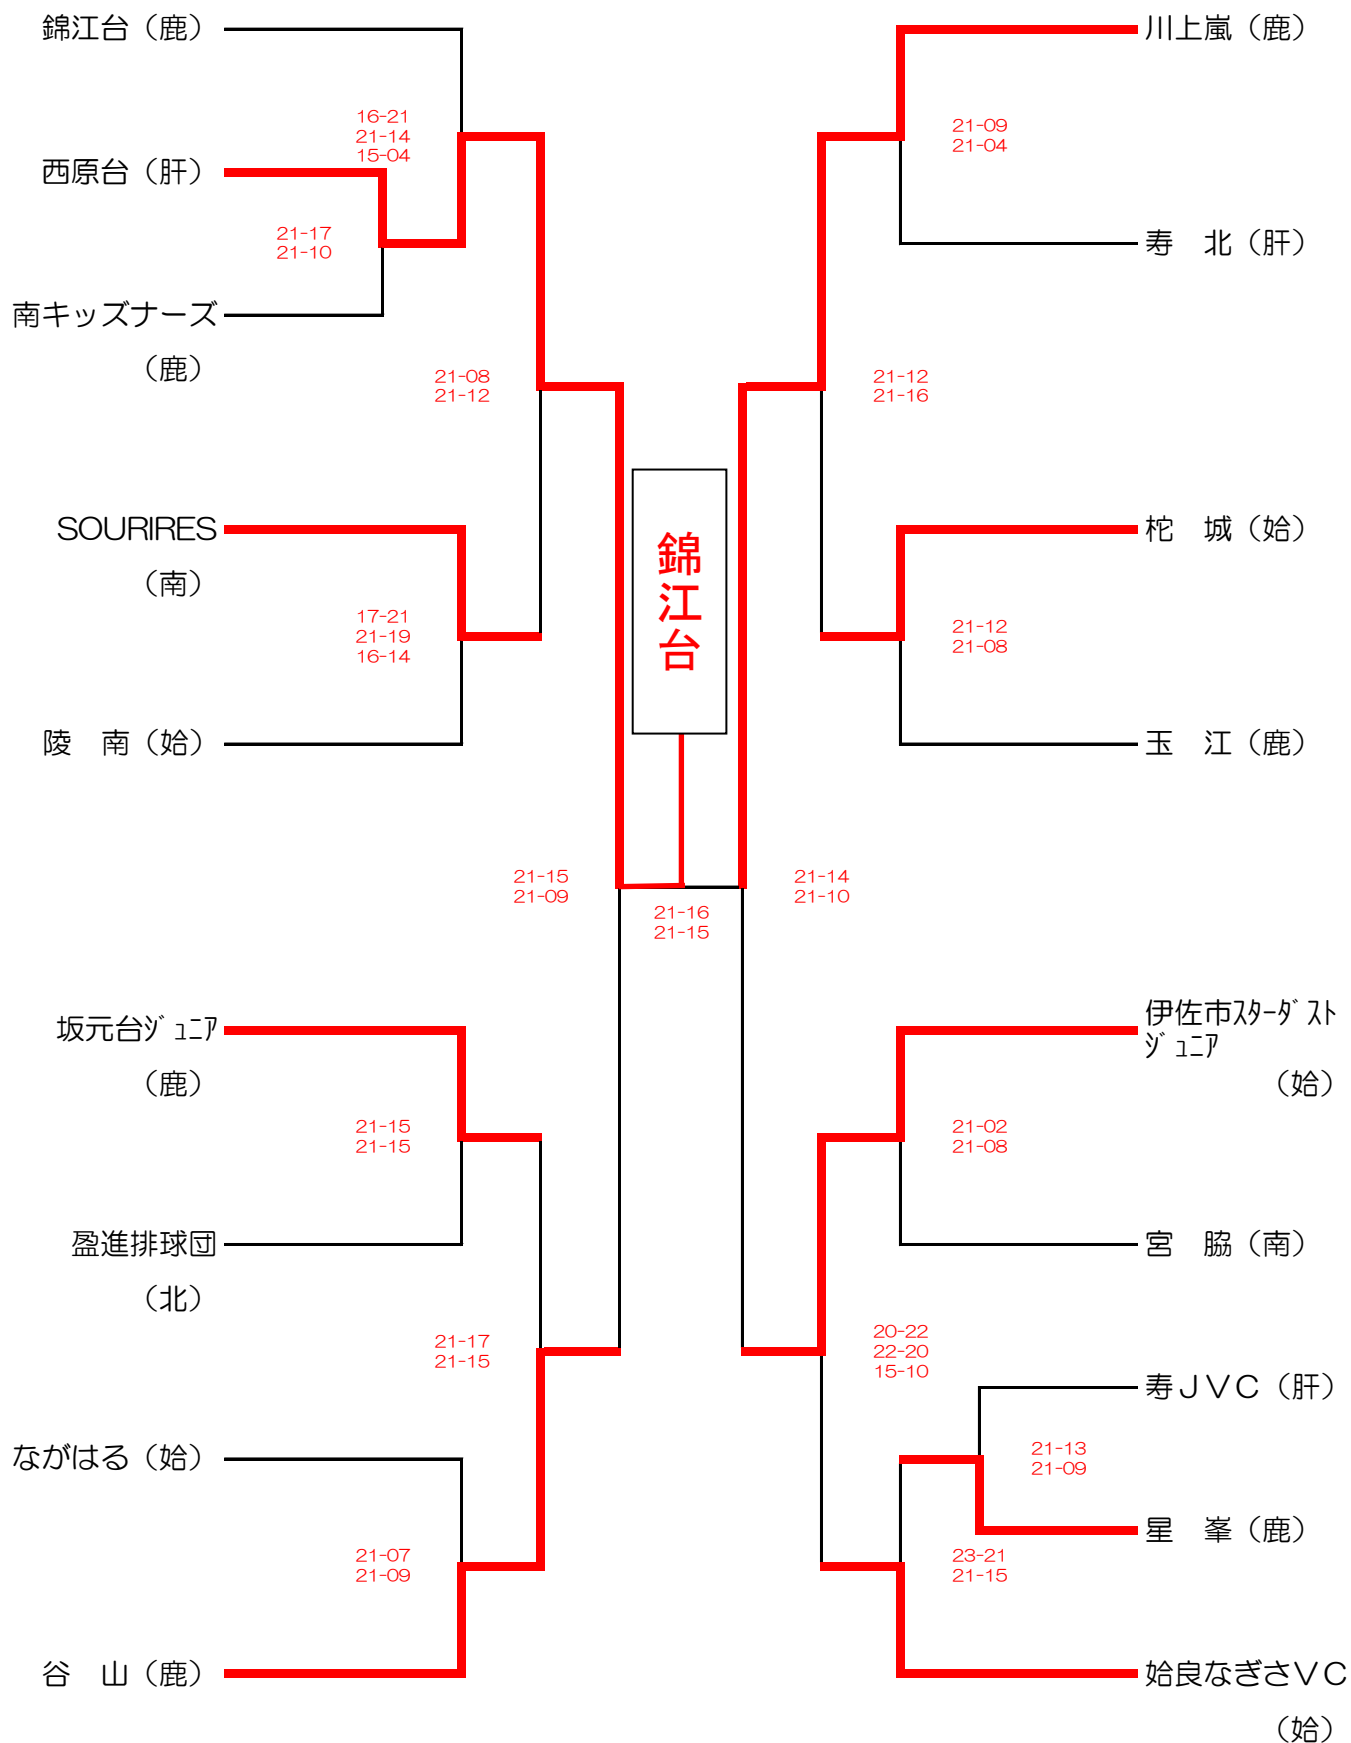 錦江台（鹿）
16-21
21-14
15-04
西原台（肝）
21-17
21-10
南キッズナーズ
（鹿）
21-08
21-12
SOURIRES
（南）
17-21
21-19
16-14
陵　南（姶）
21-15
21-09
坂元台ｼﾞｭﾆｱ
（鹿）
21-15
21-15
盈進排球団
（北）
21-17
21-15
ながはる（姶）
21-07
21-09
谷　山（鹿）
錦江台
21-16
21-15
川上嵐（鹿）
21-09
21-04
寿　北（肝）
21-12
21-16
柁　城（姶）
21-12
21-08
玉　江（鹿）
21-14
21-10
伊佐市ｽﾀｰﾀﾞｽﾄ
ｼﾞｭﾆｱ
（姶）
21-02
21-08
宮　脇（南）
20-22
22-20
15-10
寿ＪＶＣ（肝）
21-13
21-09
星　峯（鹿）
23-21
21-15
姶良なぎさＶＣ
（姶）